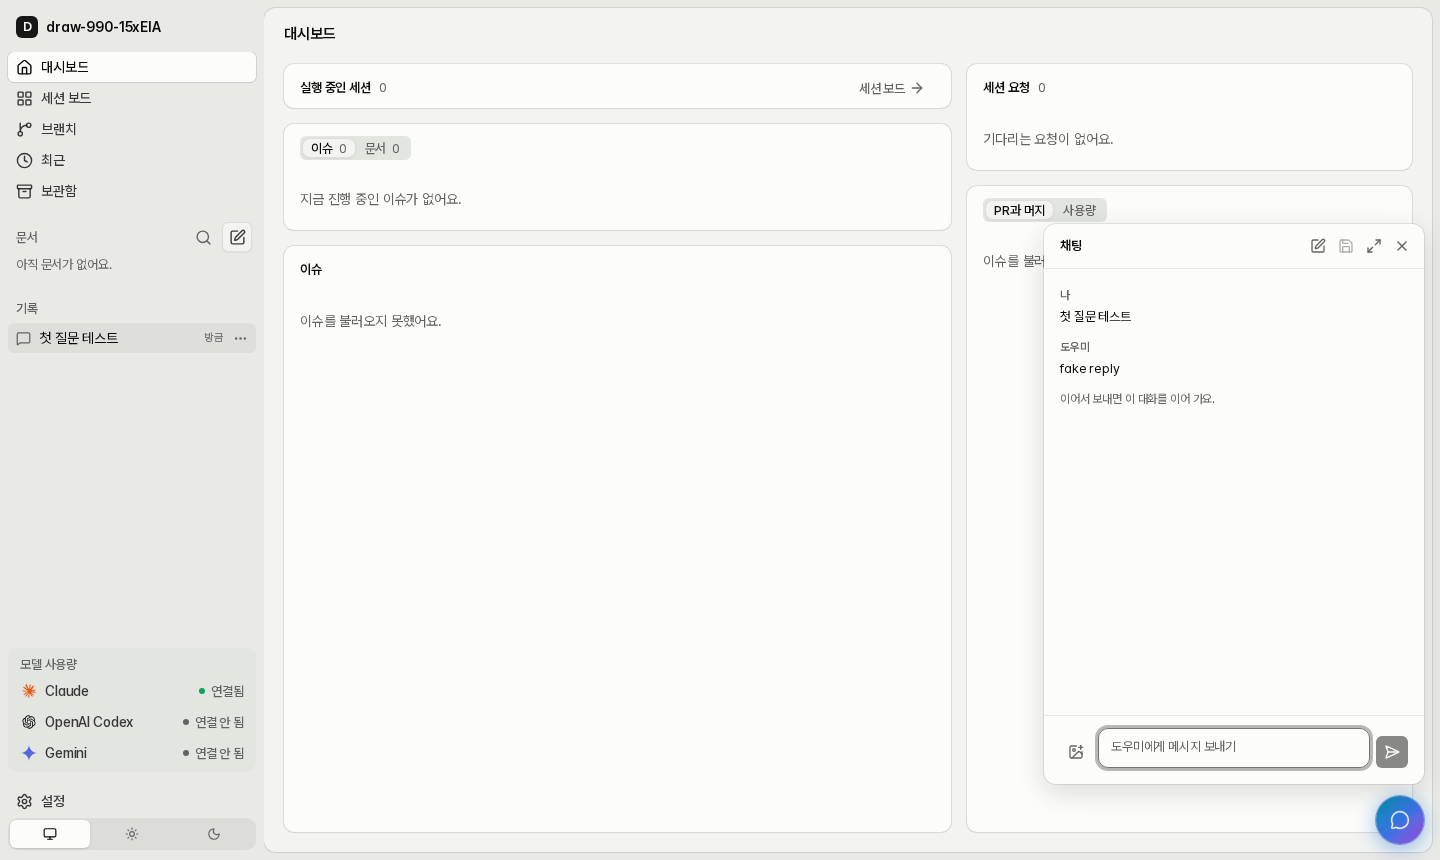 D draw-990-15xEIA
대시보드
세션 보드
브랜치
최근
보관함
문서
아직 문서가 없어요.
기록
첫 질문 테스트 방금
모델 사용량
Claude 연결됨
OpenAI Codex 연결 안 됨
Gemini 연결 안 됨
설정
대시보드
실행 중인 세션 0 세션 보드
이슈 0 문서 0
지금 진행 중인 이슈가 없어요.
이슈
이슈를 불러오지 못했어요.
세션 요청 0
기다리는 요청이 없어요.
PR과 머지 사용량
이슈를 불러
채팅
나
첫 질문 테스트
도우미
fake reply
이어서 보내면 이 대화를 이어 가요.
도우미에게 메시지 보내기